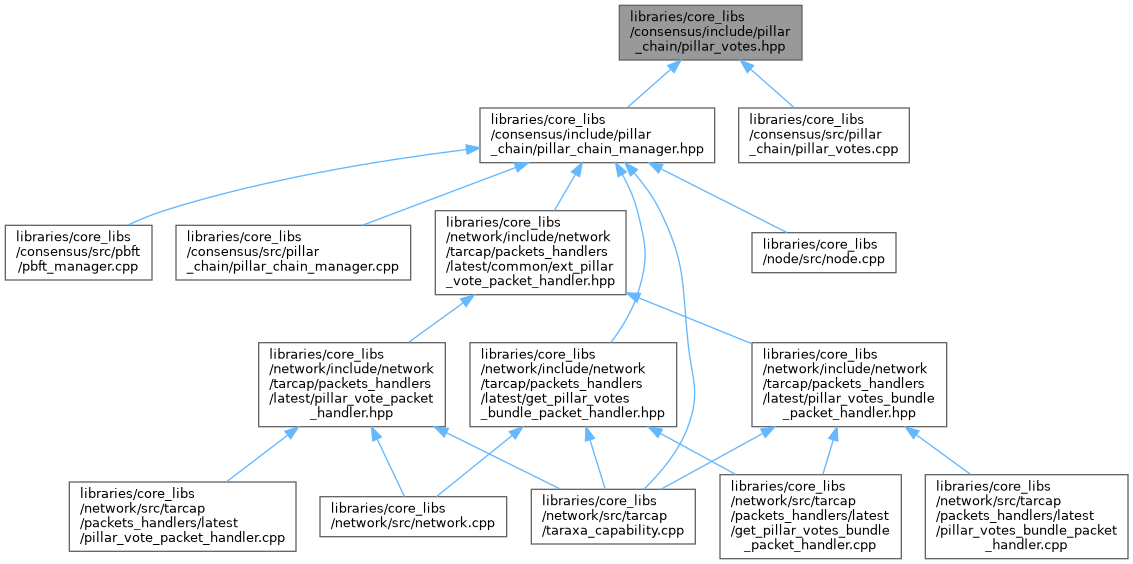 libraries/core_libs
/consensus/include/pillar
_chain/pillar_votes.hpp
libraries/core_libs
/consensus/include/pillar
_chain/pillar_chain_manager.hpp
libraries/core_libs
/consensus/src/pillar
_chain/pillar_votes.cpp
libraries/core_libs
/consensus/src/pbft
/pbft_manager.cpp
libraries/core_libs
/consensus/src/pillar
_chain/pillar_chain_manager.cpp
libraries/core_libs
/network/include/network
/tarcap/packets_handlers
/latest/common/ext_pillar
_vote_packet_handler.hpp
libraries/core_libs
/node/src/node.cpp
libraries/core_libs
/network/include/network
/tarcap/packets_handlers
/latest/pillar_vote_packet
_handler.hpp
libraries/core_libs
/network/include/network
/tarcap/packets_handlers
/latest/get_pillar_votes
_bundle_packet_handler.hpp
libraries/core_libs
/network/include/network
/tarcap/packets_handlers
/latest/pillar_votes_bundle
_packet_handler.hpp
libraries/core_libs
/network/src/tarcap
/packets_handlers/latest
/pillar_vote_packet_handler.cpp
libraries/core_libs
/network/src/network.cpp
libraries/core_libs
/network/src/tarcap
/taraxa_capability.cpp
libraries/core_libs
/network/src/tarcap
/packets_handlers/latest
/get_pillar_votes_bundle
_packet_handler.cpp
libraries/core_libs
/network/src/tarcap
/packets_handlers/latest
/pillar_votes_bundle_packet
_handler.cpp